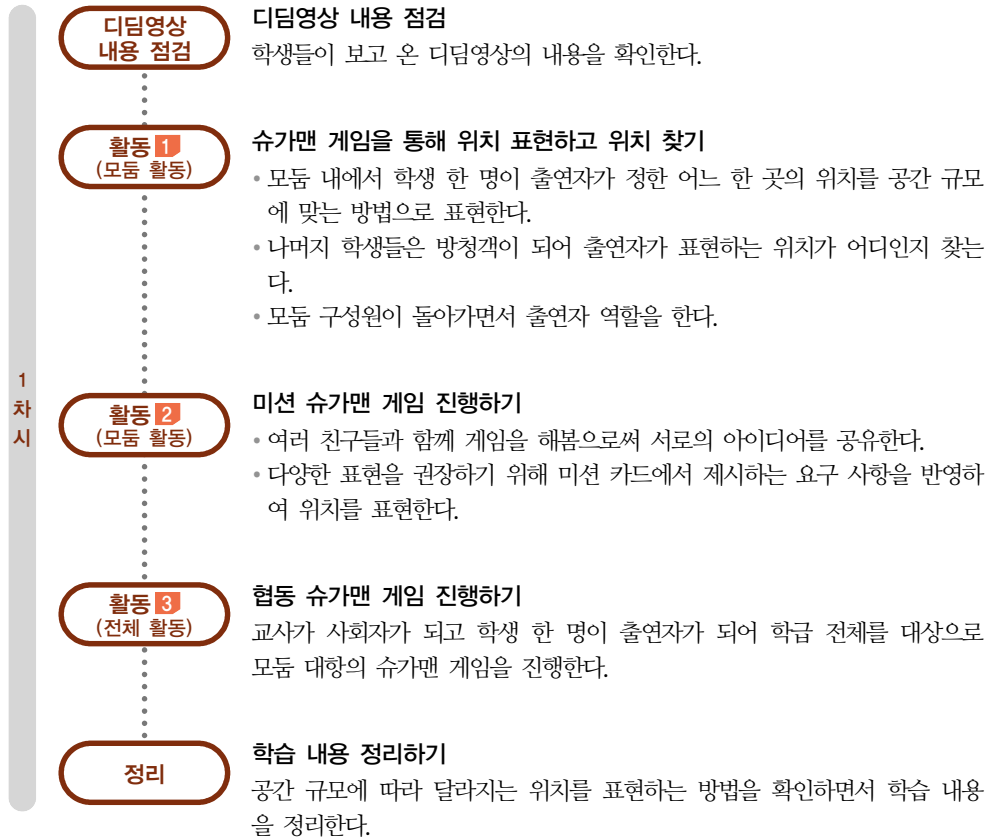 디딤영상
내용 점검
디딤영상 내용 점검
학생들이 보고 온 디딤영상의 내용을 확인한다.
활동 1
(모둠 활동)
슈가맨 게임을 통해 위치 표현하고 위치 찾기
• 모둠 내에서 학생 한 명이 출연자가 정한 어느 한 곳의 위치를 공간 규모
에 맞는 방법으로 표현한다.
• 나머지 학생들은 방청객이 되어 출연자가 표현하는 위치가 어디인지 찾는
다.
• 모둠 구성원이 돌아가면서 출연자 역할을 한다.
1
차
시
활동 2
(모둠 활동)
미션 슈가맨 게임 진행하기
• 여러 친구들과 함께 게임을 해봄으로써 서로의 아이디어를 공유한다.
• 다양한 표현을 권장하기 위해 미션 카드에서 제시하는 요구 사항을 반영하
여 위치를 표현한다.
활동 3
(전체 활동)
협동 슈가맨 게임 진행하기
교사가 사회자가 되고 학생 한 명이 출연자가 되어 학급 전체를 대상으로
모둠 대항의 슈가맨 게임을 진행한다.
정리
학습 내용 정리하기
공간 규모에 따라 달라지는 위치를 표현하는 방법을 확인하면서 학습 내용
을 정리한다.